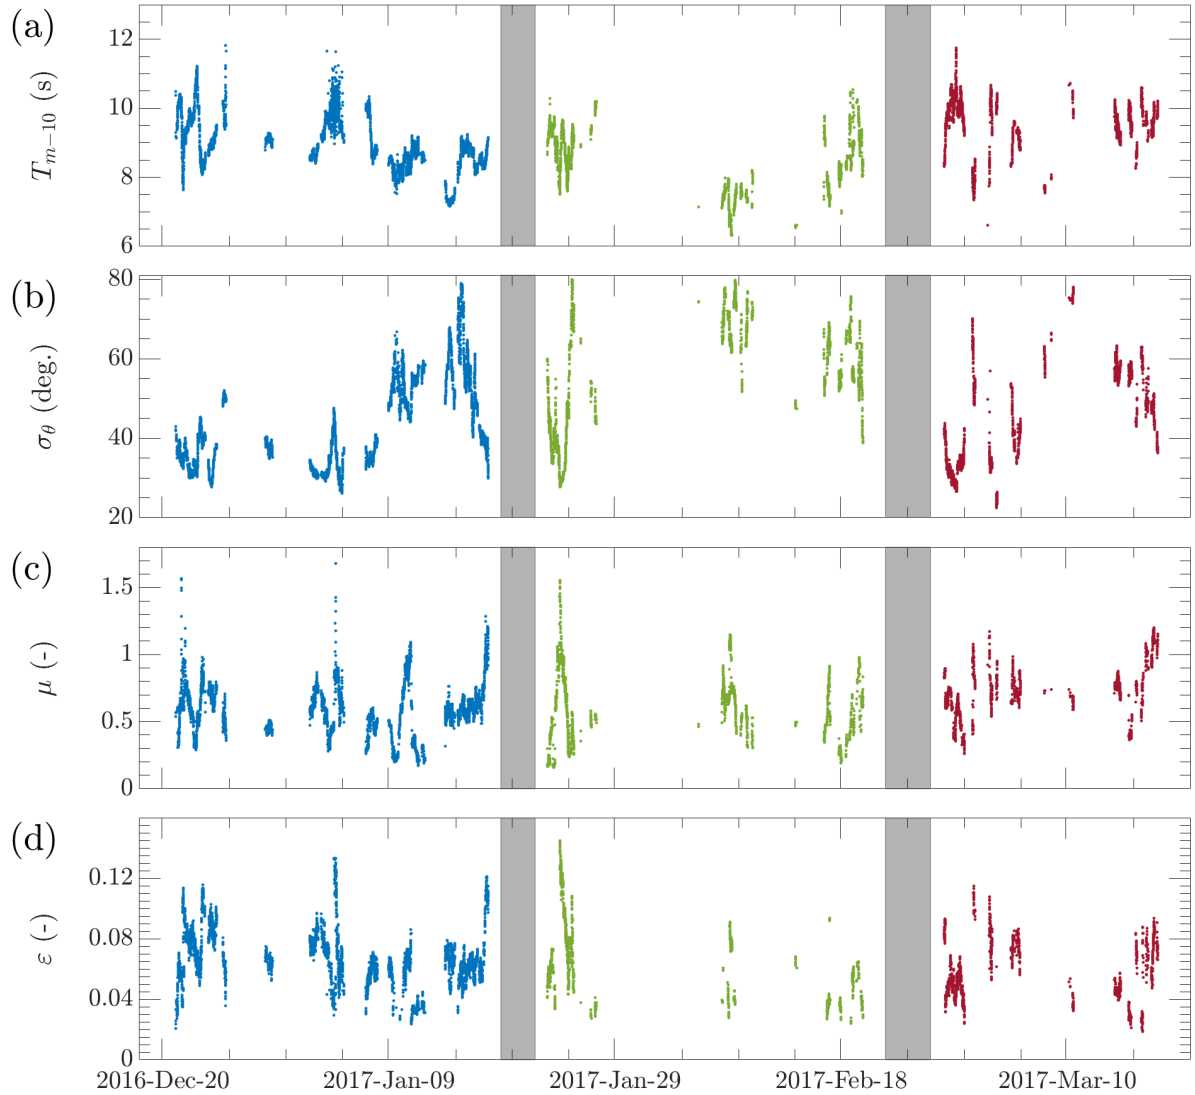 (a)
T_{m−10} (s)
12
10
8
6
(b)
σ_θ (deg.)
80
60
40
20
(c)
μ (-)
1.5
1
0.5
0
(d)
ε (-)
0.12
0.08
0.04
0
2016-Dec-20 2017-Jan-09 2017-Jan-29 2017-Feb-18 2017-Mar-10